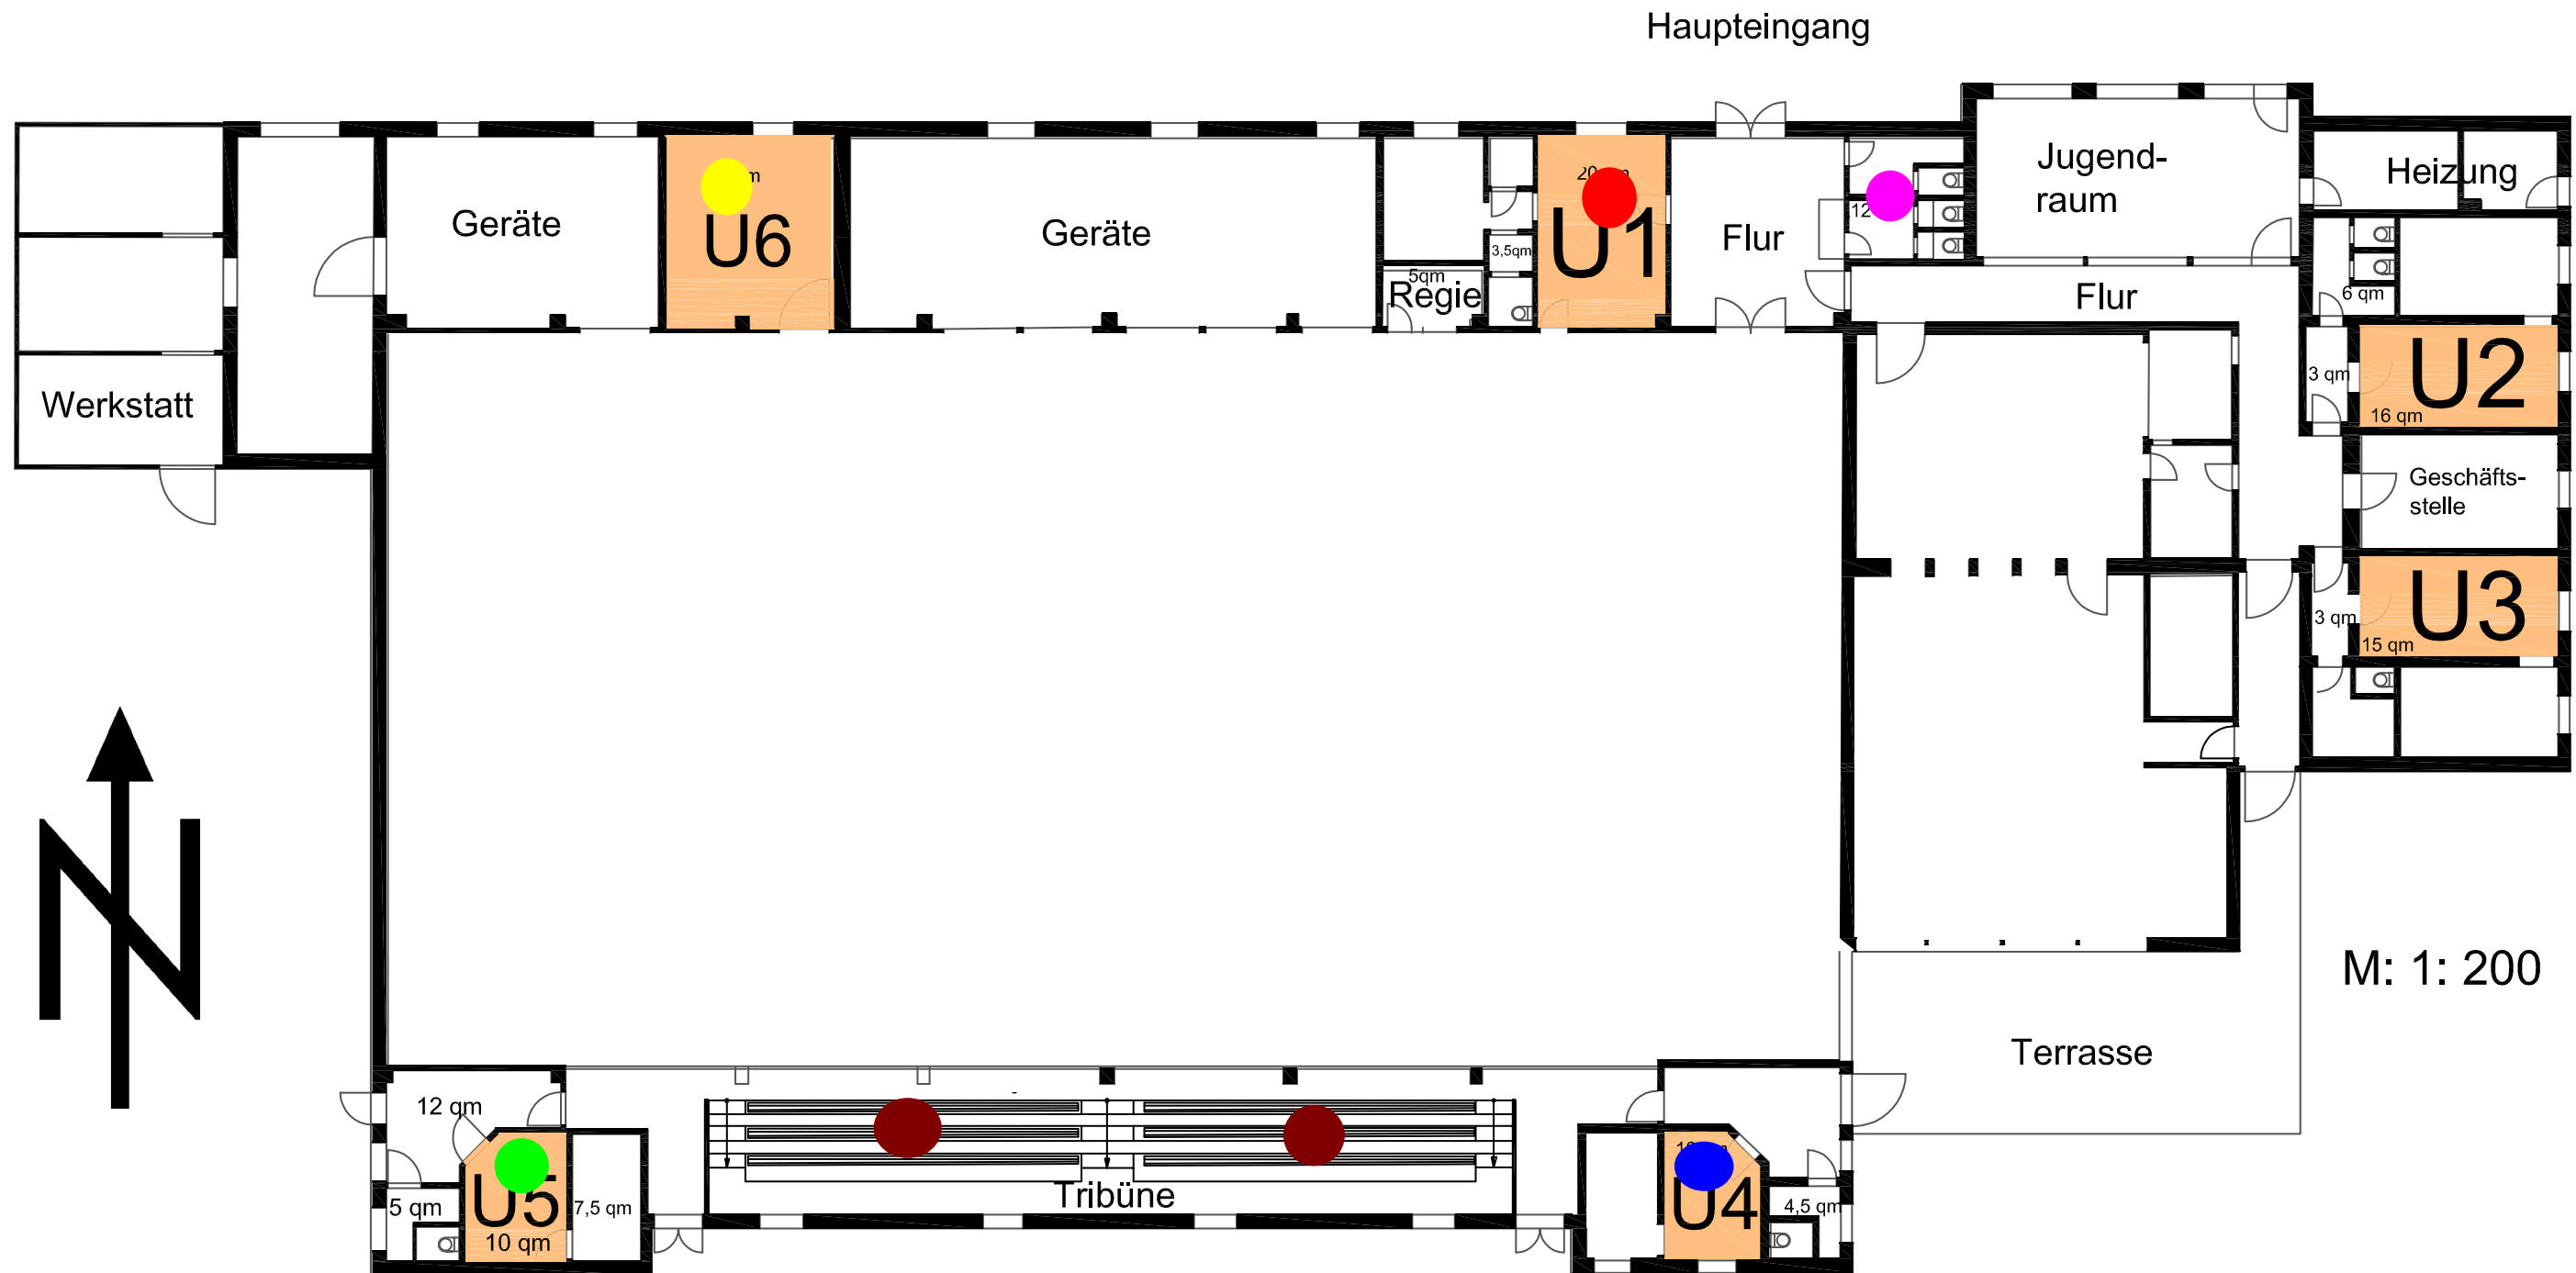 Haupteingang
Jugend-
raum
Heizung
Geräte
U6
Geräte
3,5qm
5qm
Regie
U1
Flur
12
Flur
6 qm
3 qm
U2
16 qm
Werkstatt
Geschäfts-
stelle
3 qm
U3
15 qm
N
M: 1: 200
Terrasse
12 qm
5 qm
U5
10 qm
7,5 qm
Tribüne
U4
4,5 qm